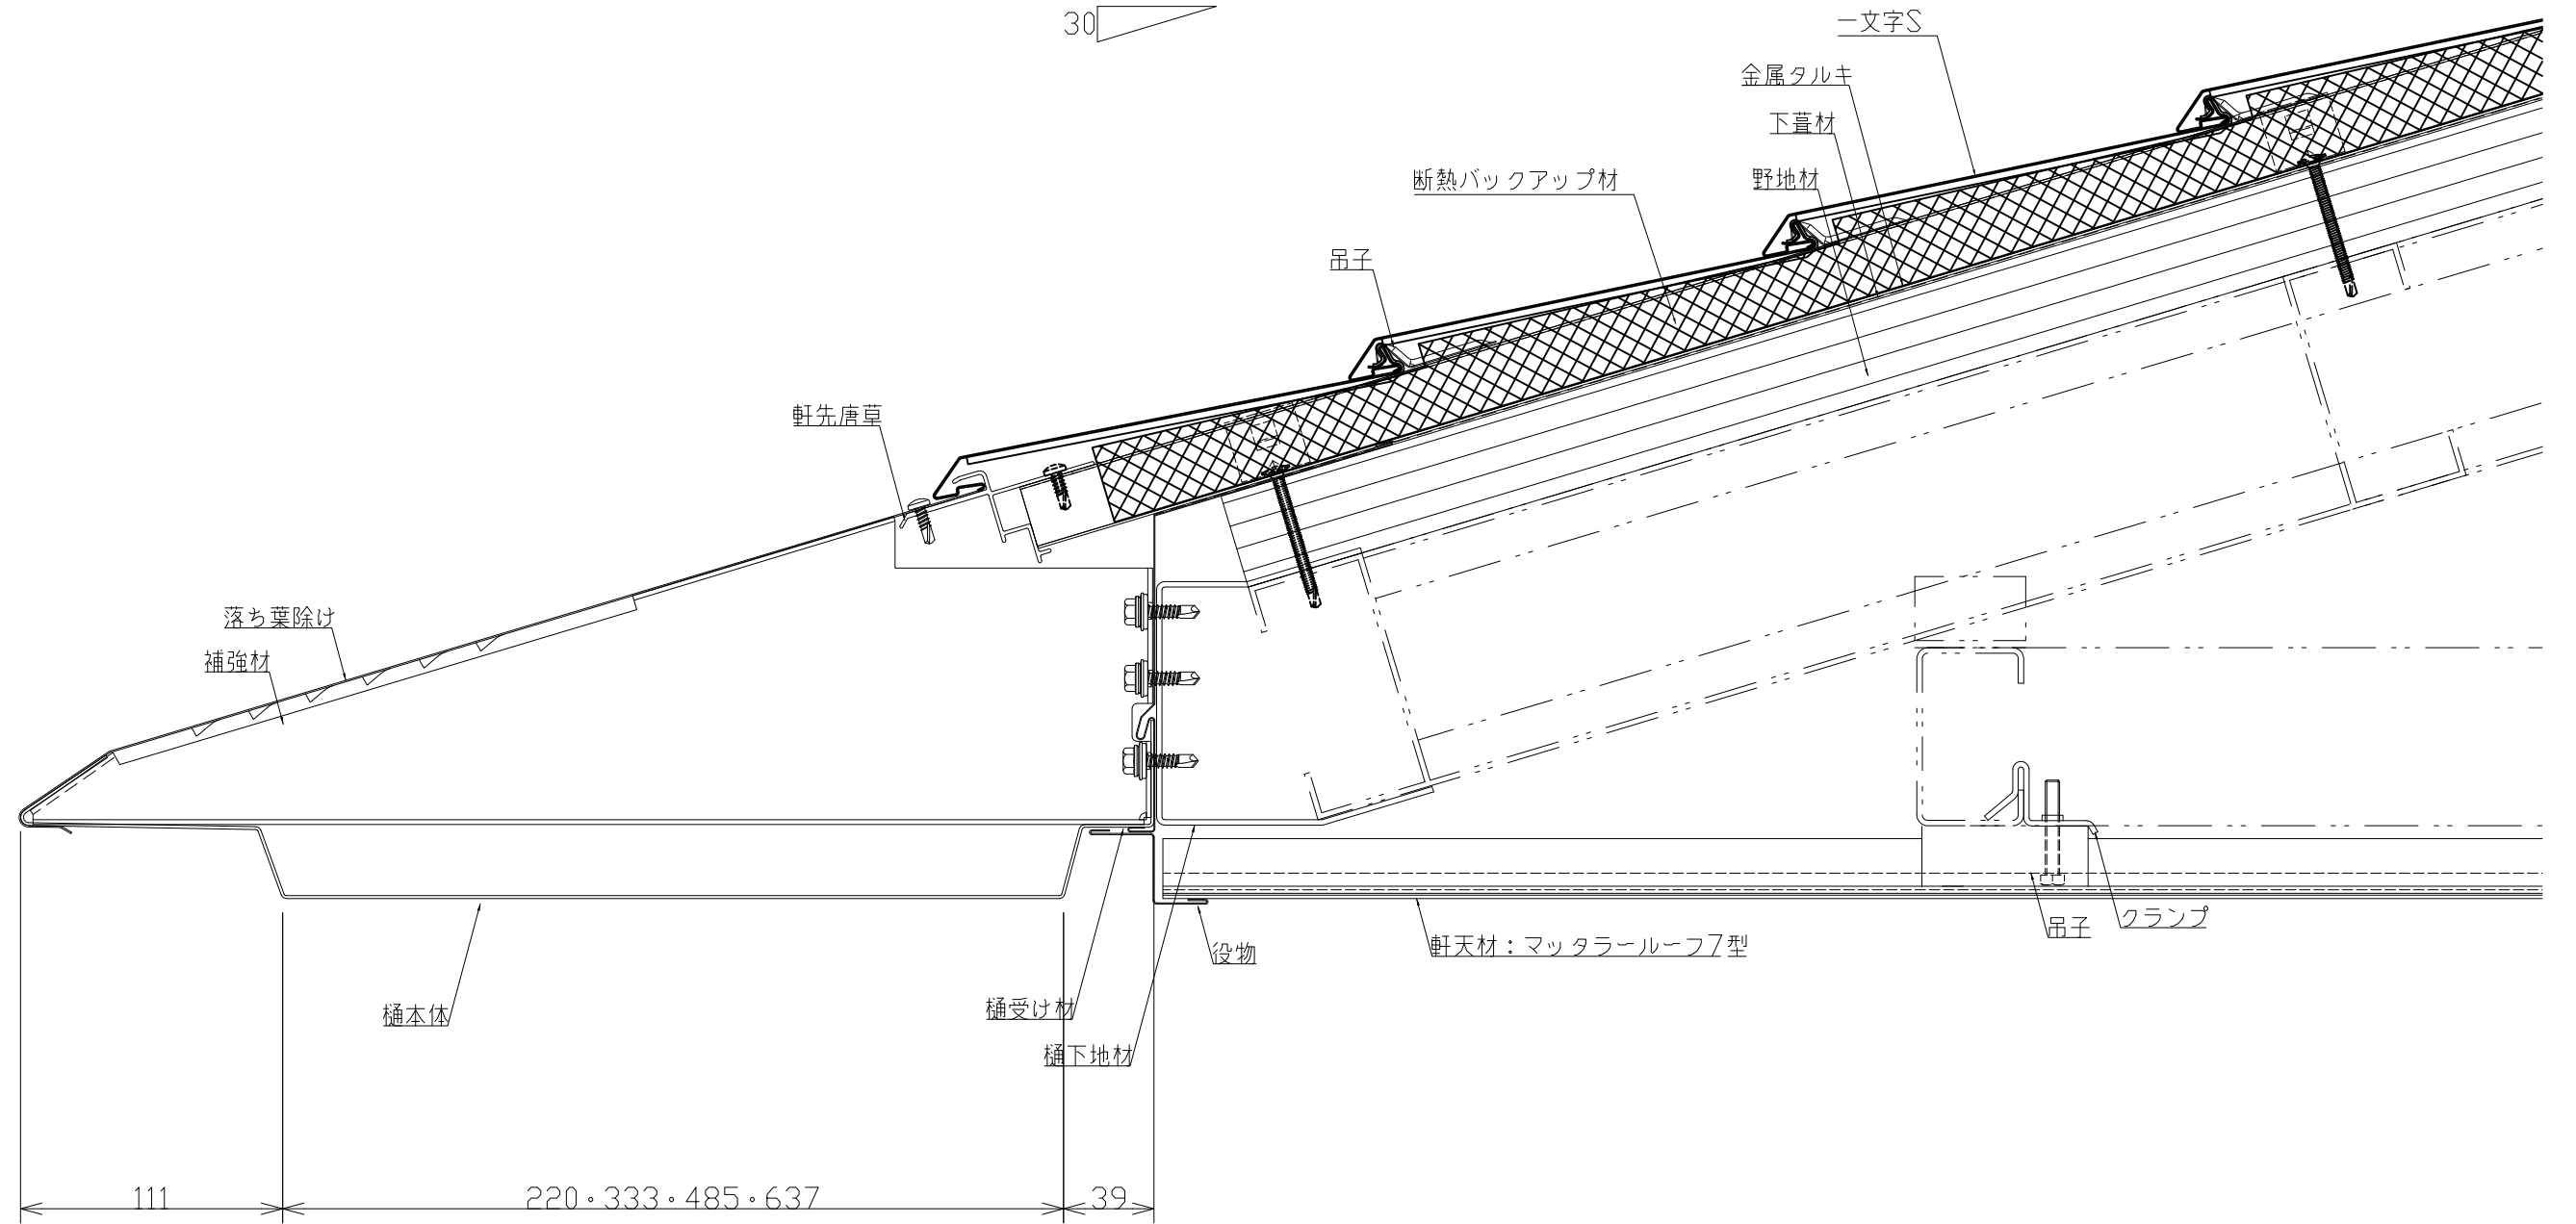 30
一文字S
金属タルキ
下葺材
断熱バックアップ材
野地材
吊子
軒先唐草
落ち葉除け
補強材
吊子
クランプ
役物
軒天材：マッタラールーフ7型
樋本体
樋受け材
樋下地材
111
220・333・485・637
39